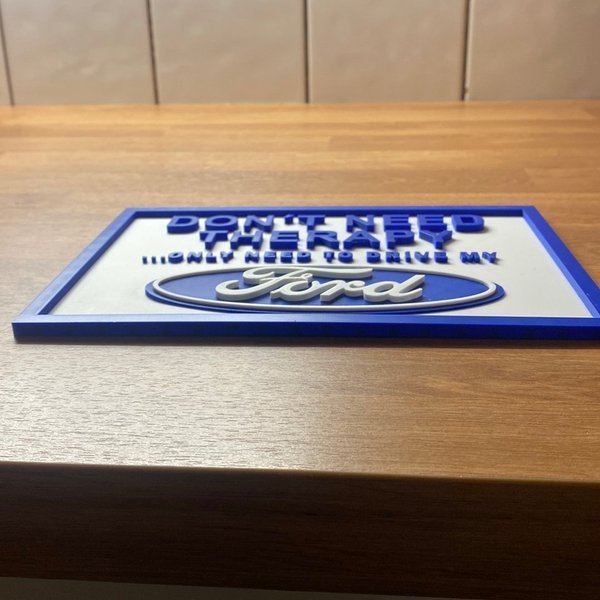 DON'T NEED
THERAPY
...ONLY NEED TO DRIVE MY
Ford